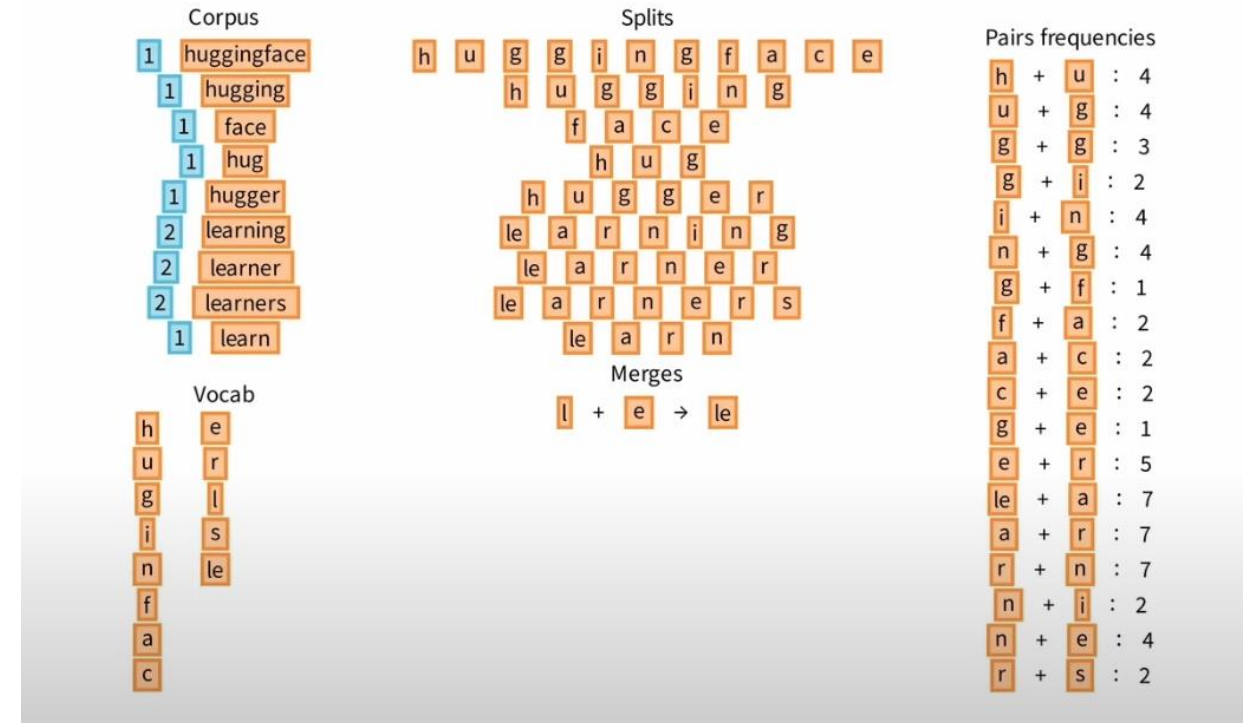 Corpus
1 huggingface
1 hugging
1 face
1 hug
1 hugger
2 learning
2 learner
2 learners
1 learn
Vocab
h e
u r
g l
i s
n le
f
a
c
Splits
h u g g i n g f a c e
h u g g i n g
f a c e
h u g
h u g g e r
le a r n i n g
le a r n e r
le a r n e r s
le a r n
Merges
l + e → le
Pairs frequencies
h + u : 4
u + g : 4
g + g : 3
g + i : 2
i + n : 4
n + g : 4
g + f : 1
f + a : 2
a + c : 2
c + e : 2
g + e : 1
e + r : 5
le + a : 7
a + r : 7
r + n : 7
n + i : 2
n + e : 4
r + s : 2